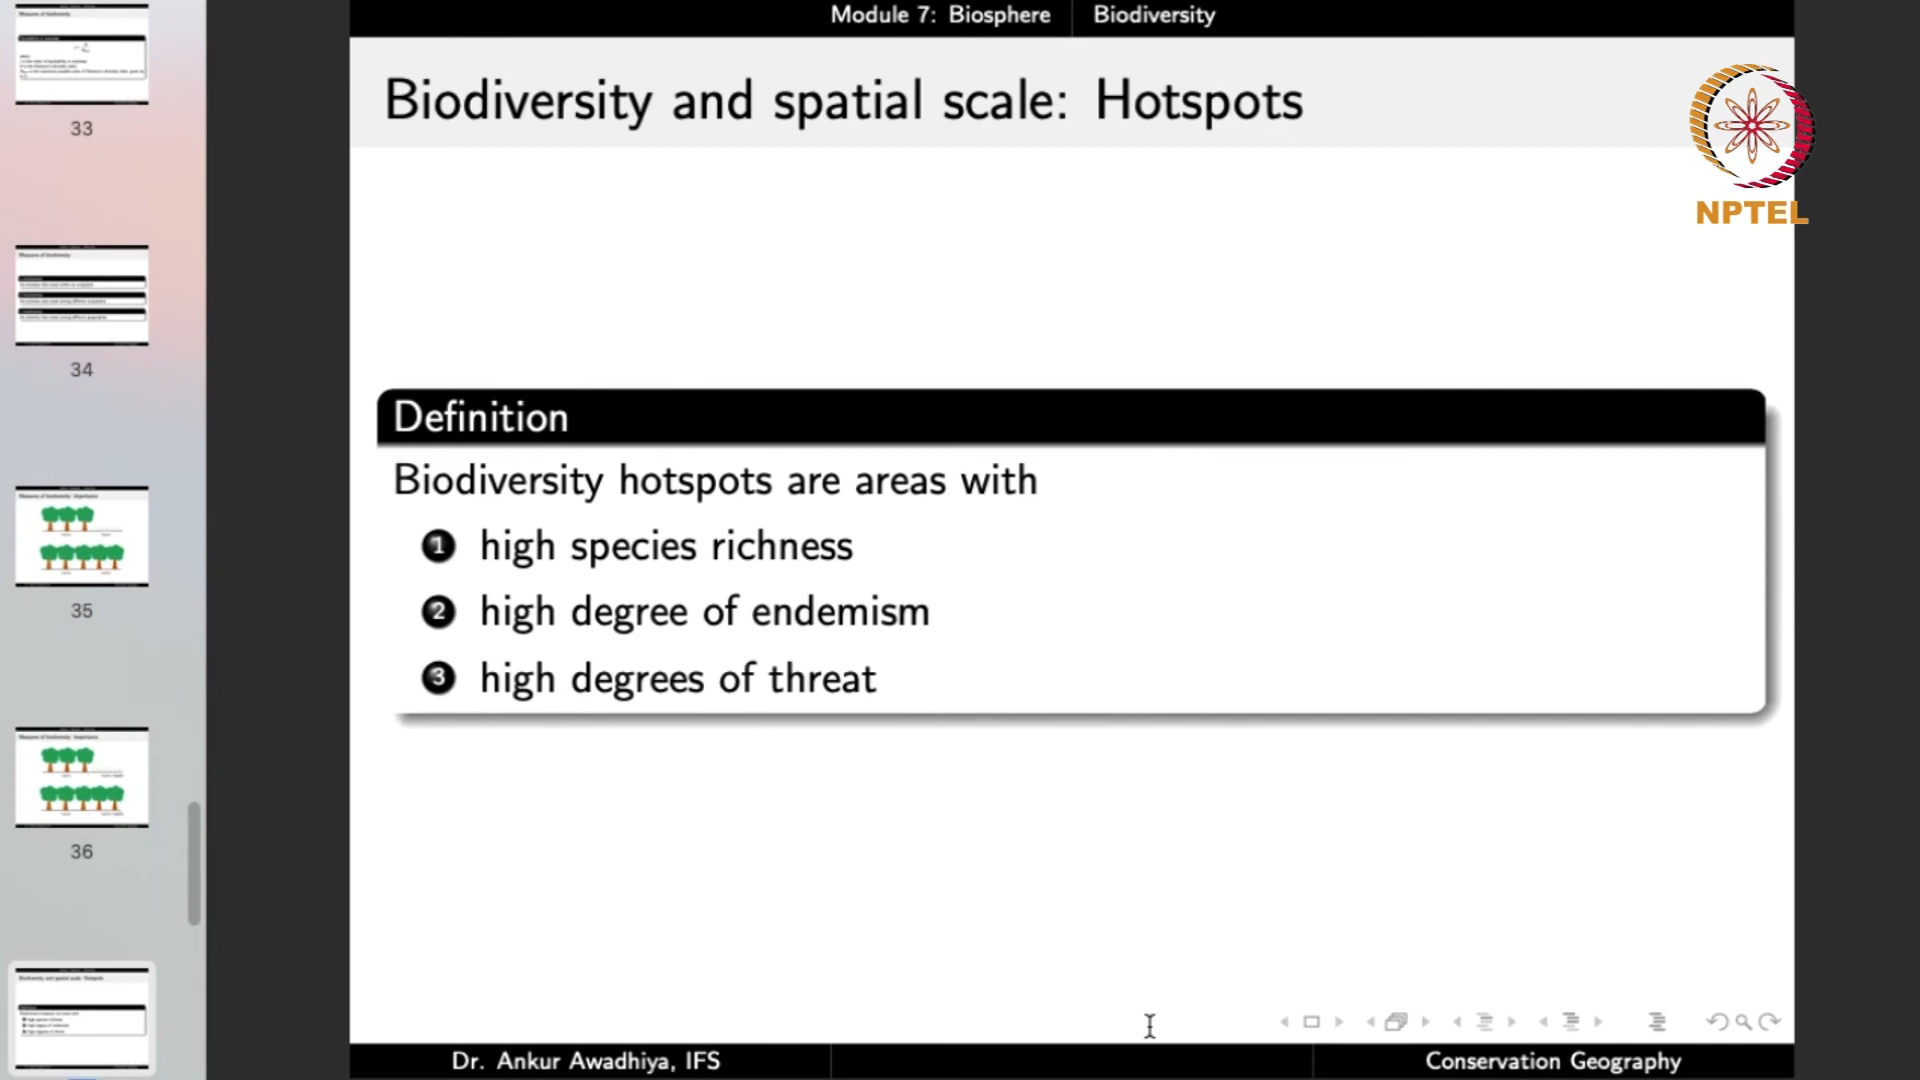 Module 7: Biosphere
Biodiversity
Biodiversity and spatial scale: Hotspots
NPTEL
Definition
Biodiversity hotspots are areas with
1 high species richness
2 high degree of endemism
3 high degrees of threat
Dr. Ankur Awadhiya, IFS
Conservation Geography
33
34
35
36